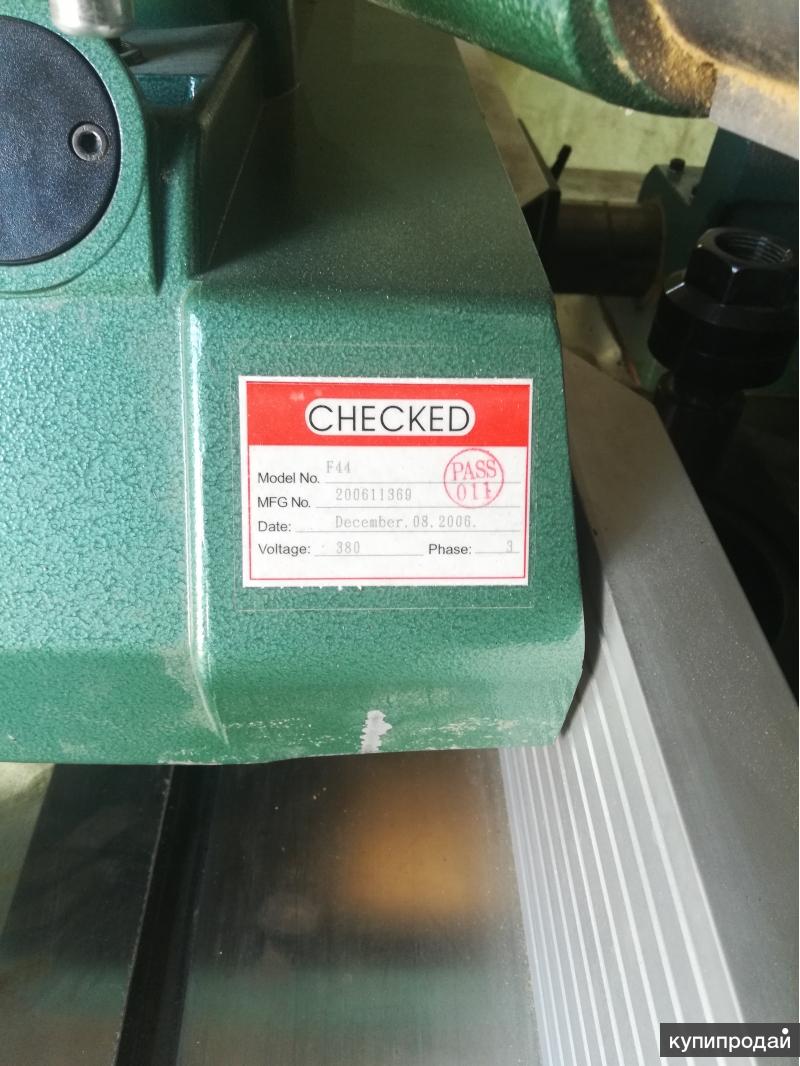 CHECKED
Model No. F44
PASS
011
MFG No. 200611369
Date: December.08.2006.
Voltage: 380 Phase: 3
купипродай